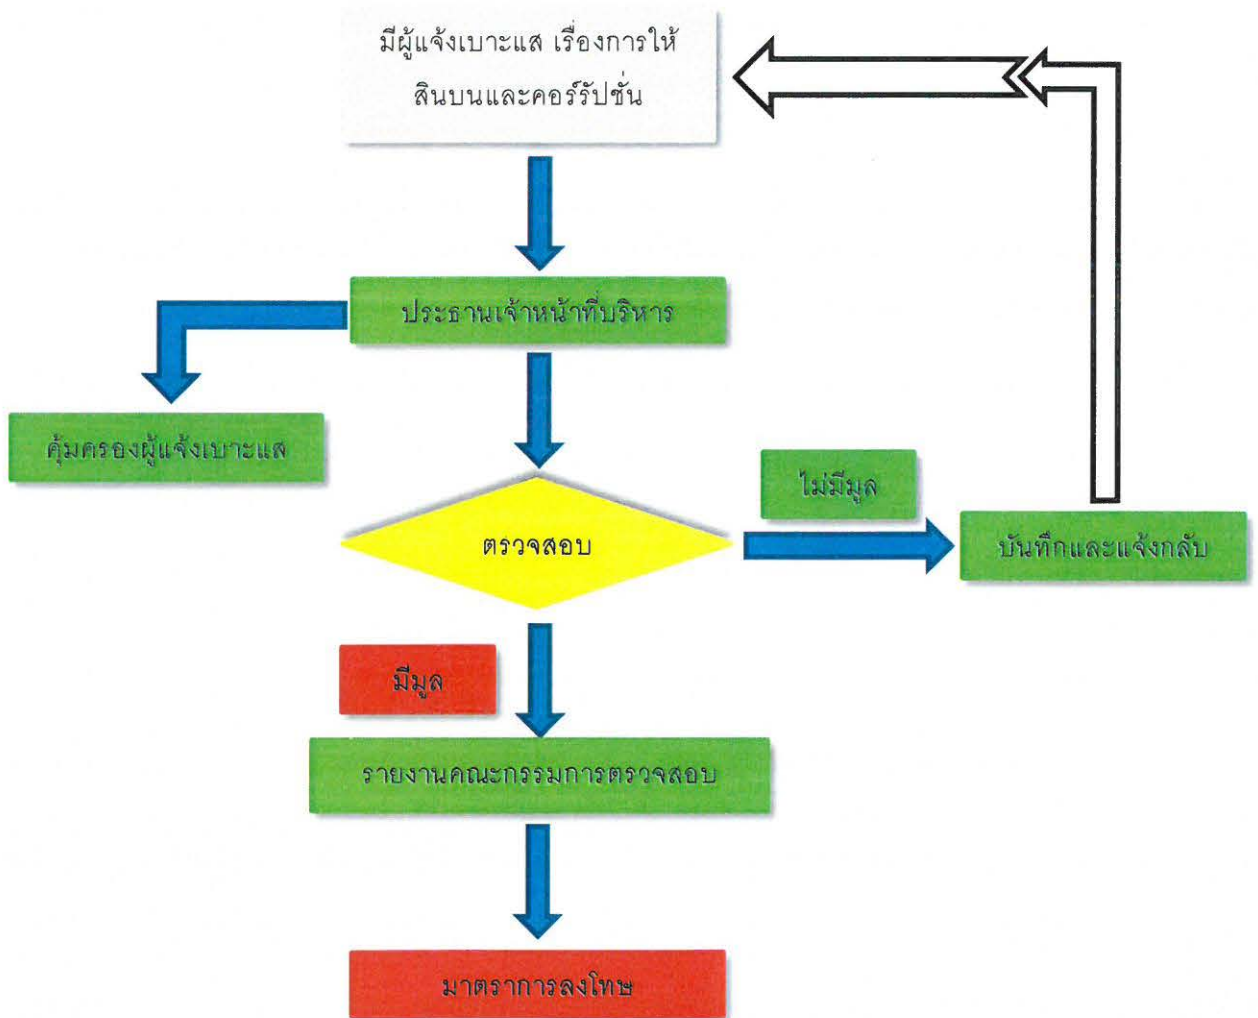 มีผู้แจ้งเบาะแส เรื่องการให้
สินบนและคอร์รัปชั่น
ประธานเจ้าหน้าที่บริหาร
คุ้มครองผู้แจ้งเบาะแส
ไม่มีมูล
ตรวจสอบ
บันทึกและแจ้งกลับ
มีมูล
รายงานคณะกรรมการตรวจสอบ
มาตราการลงโทษ